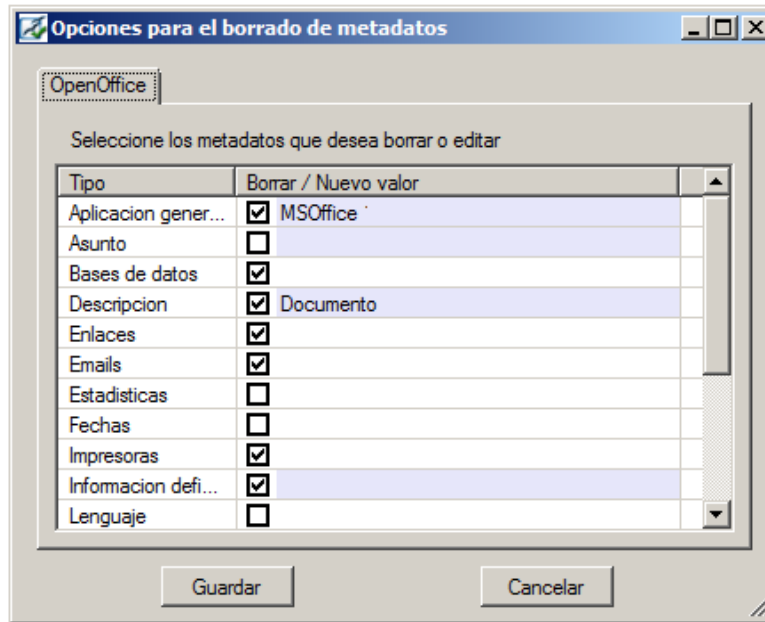 Opciones para el borrado de metadatos
OpenOffice
Seleccione los metadatos que desea borrar o editar
Tipo Borrar / Nuevo valor
Aplicacion gener... MSOffice
Asunto
Bases de datos
Descripcion Documento
Enlaces
Emails
Estadisticas
Fechas
Impresoras
Informacion defi...
Lenguaje
Guardar Cancelar